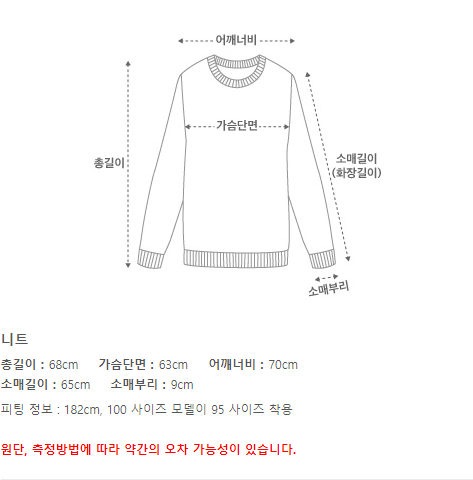 어깨너비
가슴단면
총길이
소매길이
(화장길이)
소매부리
니트
총길이 : 68cm 가슴단면 : 63cm 어깨너비 : 70cm
소매길이 : 65cm 소매부리 : 9cm
피팅 정보 : 182cm, 100 사이즈 모델이 95 사이즈 착용
원단, 측정방법에 따라 약간의 오차 가능성이 있습니다.